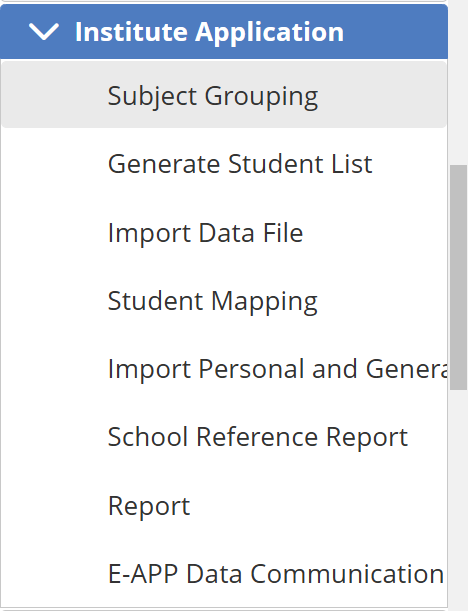 Institute Application
Subject Grouping
Generate Student List
Import Data File
Student Mapping
Import Personal and Genera
School Reference Report
Report
E-APP Data Communication